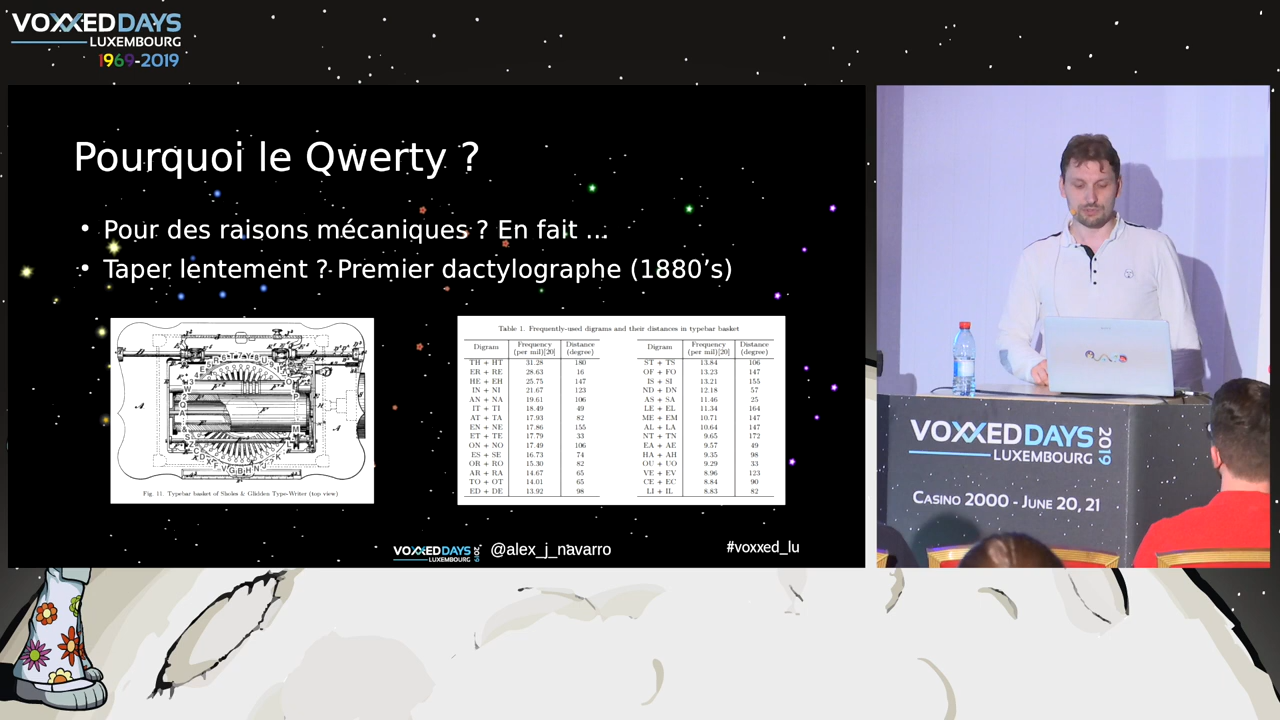 VOXXEDDAYS
LUXEMBOURG
1969-2019
Pourquoi le Qwerty ?
• Pour des raisons mécaniques ? En fait ...
• Taper lentement ? Premier dactylographe (1880’s)
Fig. 11. Typebar basket of Sholes & Glidden Type-Writer (top view)
Table 1. Frequently-used digrams and their distances in typebar basket
Digram Frequency (per mil)[20] Distance (degree) Digram Frequency (per mil)[20] Distance (degree)
TH + HT 31.28 180 ST + TS 13.84 106
ER + RE 28.63 16 OF + FO 13.23 147
HE + EH 25.75 147 IS + SI 13.21 155
IN + NI 21.67 123 ND + DN 12.18 57
AN + NA 19.61 106 AS + SA 11.46 25
IT + TI 18.49 49 LE + EL 11.34 164
AT + TA 17.93 82 ME + EM 10.71 147
EN + NE 17.86 155 AL + LA 10.64 147
ET + TE 17.79 33 NT + TN 9.65 172
ON + NO 17.49 106 EA + AE 9.57 49
ES + SE 16.73 74 HA + AH 9.35 98
OR + RO 15.30 82 OU + UO 9.29 33
AR + RA 14.67 65 VE + EV 8.96 123
TO + OT 14.01 65 CE + EC 8.84 90
ED + DE 13.92 98 LI + IL 8.83 82
VOXXEDDAYS 2019
LUXEMBOURG
@alex_j_navarro
#voxxed_lu
VOXXEDDAYS 2019
LUXEMBOURG
CASINO 2000 - JUNE 20, 21